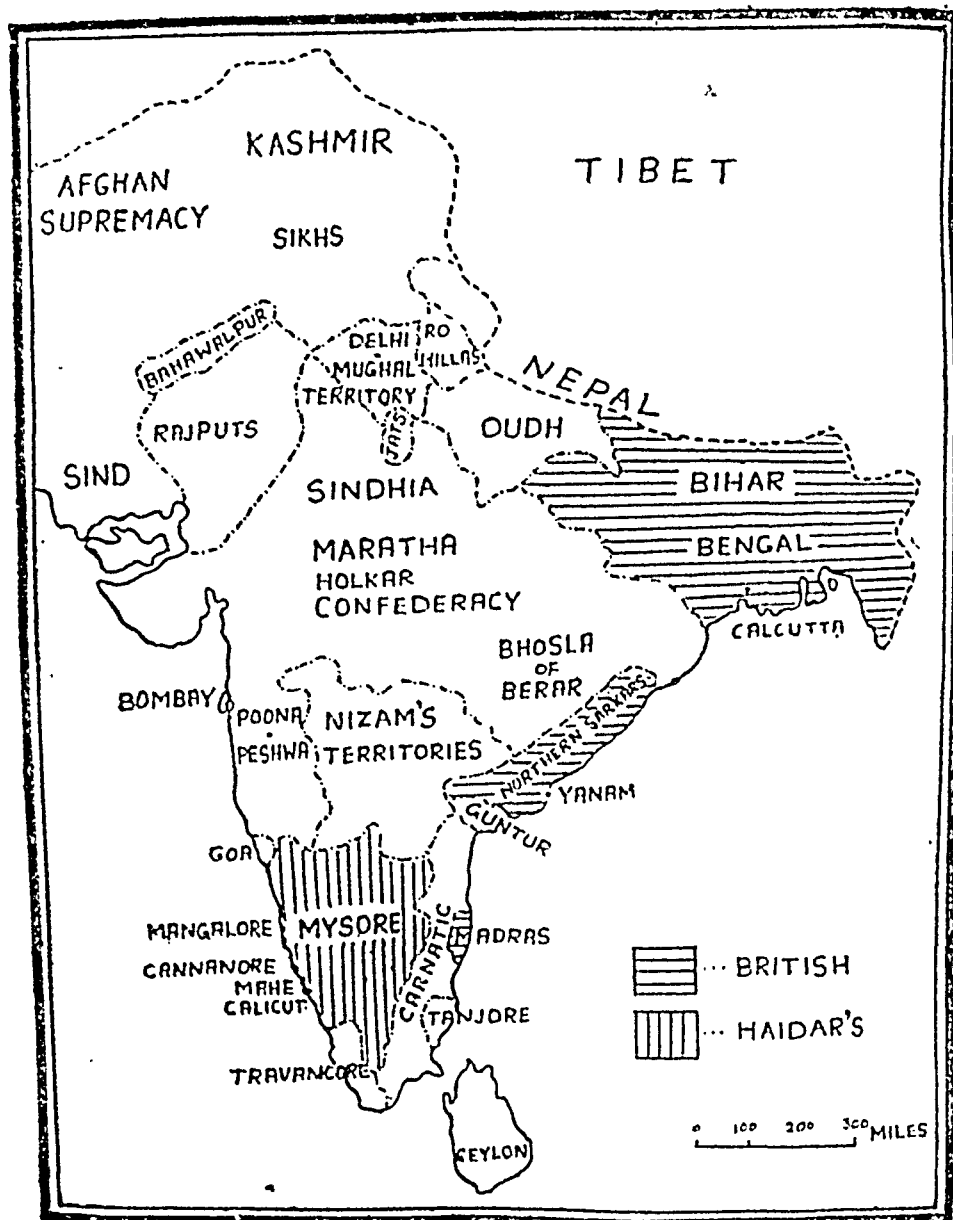 KASHMIR
TIBET
AFGHAN
SUPREMACY
SIKHS
BAHAWALPUR
DELHI
MUGHAL
TERRITORY
RO
HILLAS
NEPAL
RAJPUTS
JATS
OUDH
SIND
SINDHIA
BIHAR
MARATHA
HOLKAR
CONFEDERACY
BENGAL
CALCUTTA
BHOSLA
OF
BERAR
BOMBAY
POONA
PESHWA
NIZAM'S
TERRITORIES
NORTHERN SARKARS
YANAM
GUNTUR
GOA
MANGALORE
MYSORE
CARNATIC
MADRAS
CANNANORE
MAHE
CALICUT
TANJORE
TRAVANCORE
CEYLON
... BRITISH
... HAIDAR'S
0 100 200 300 MILES